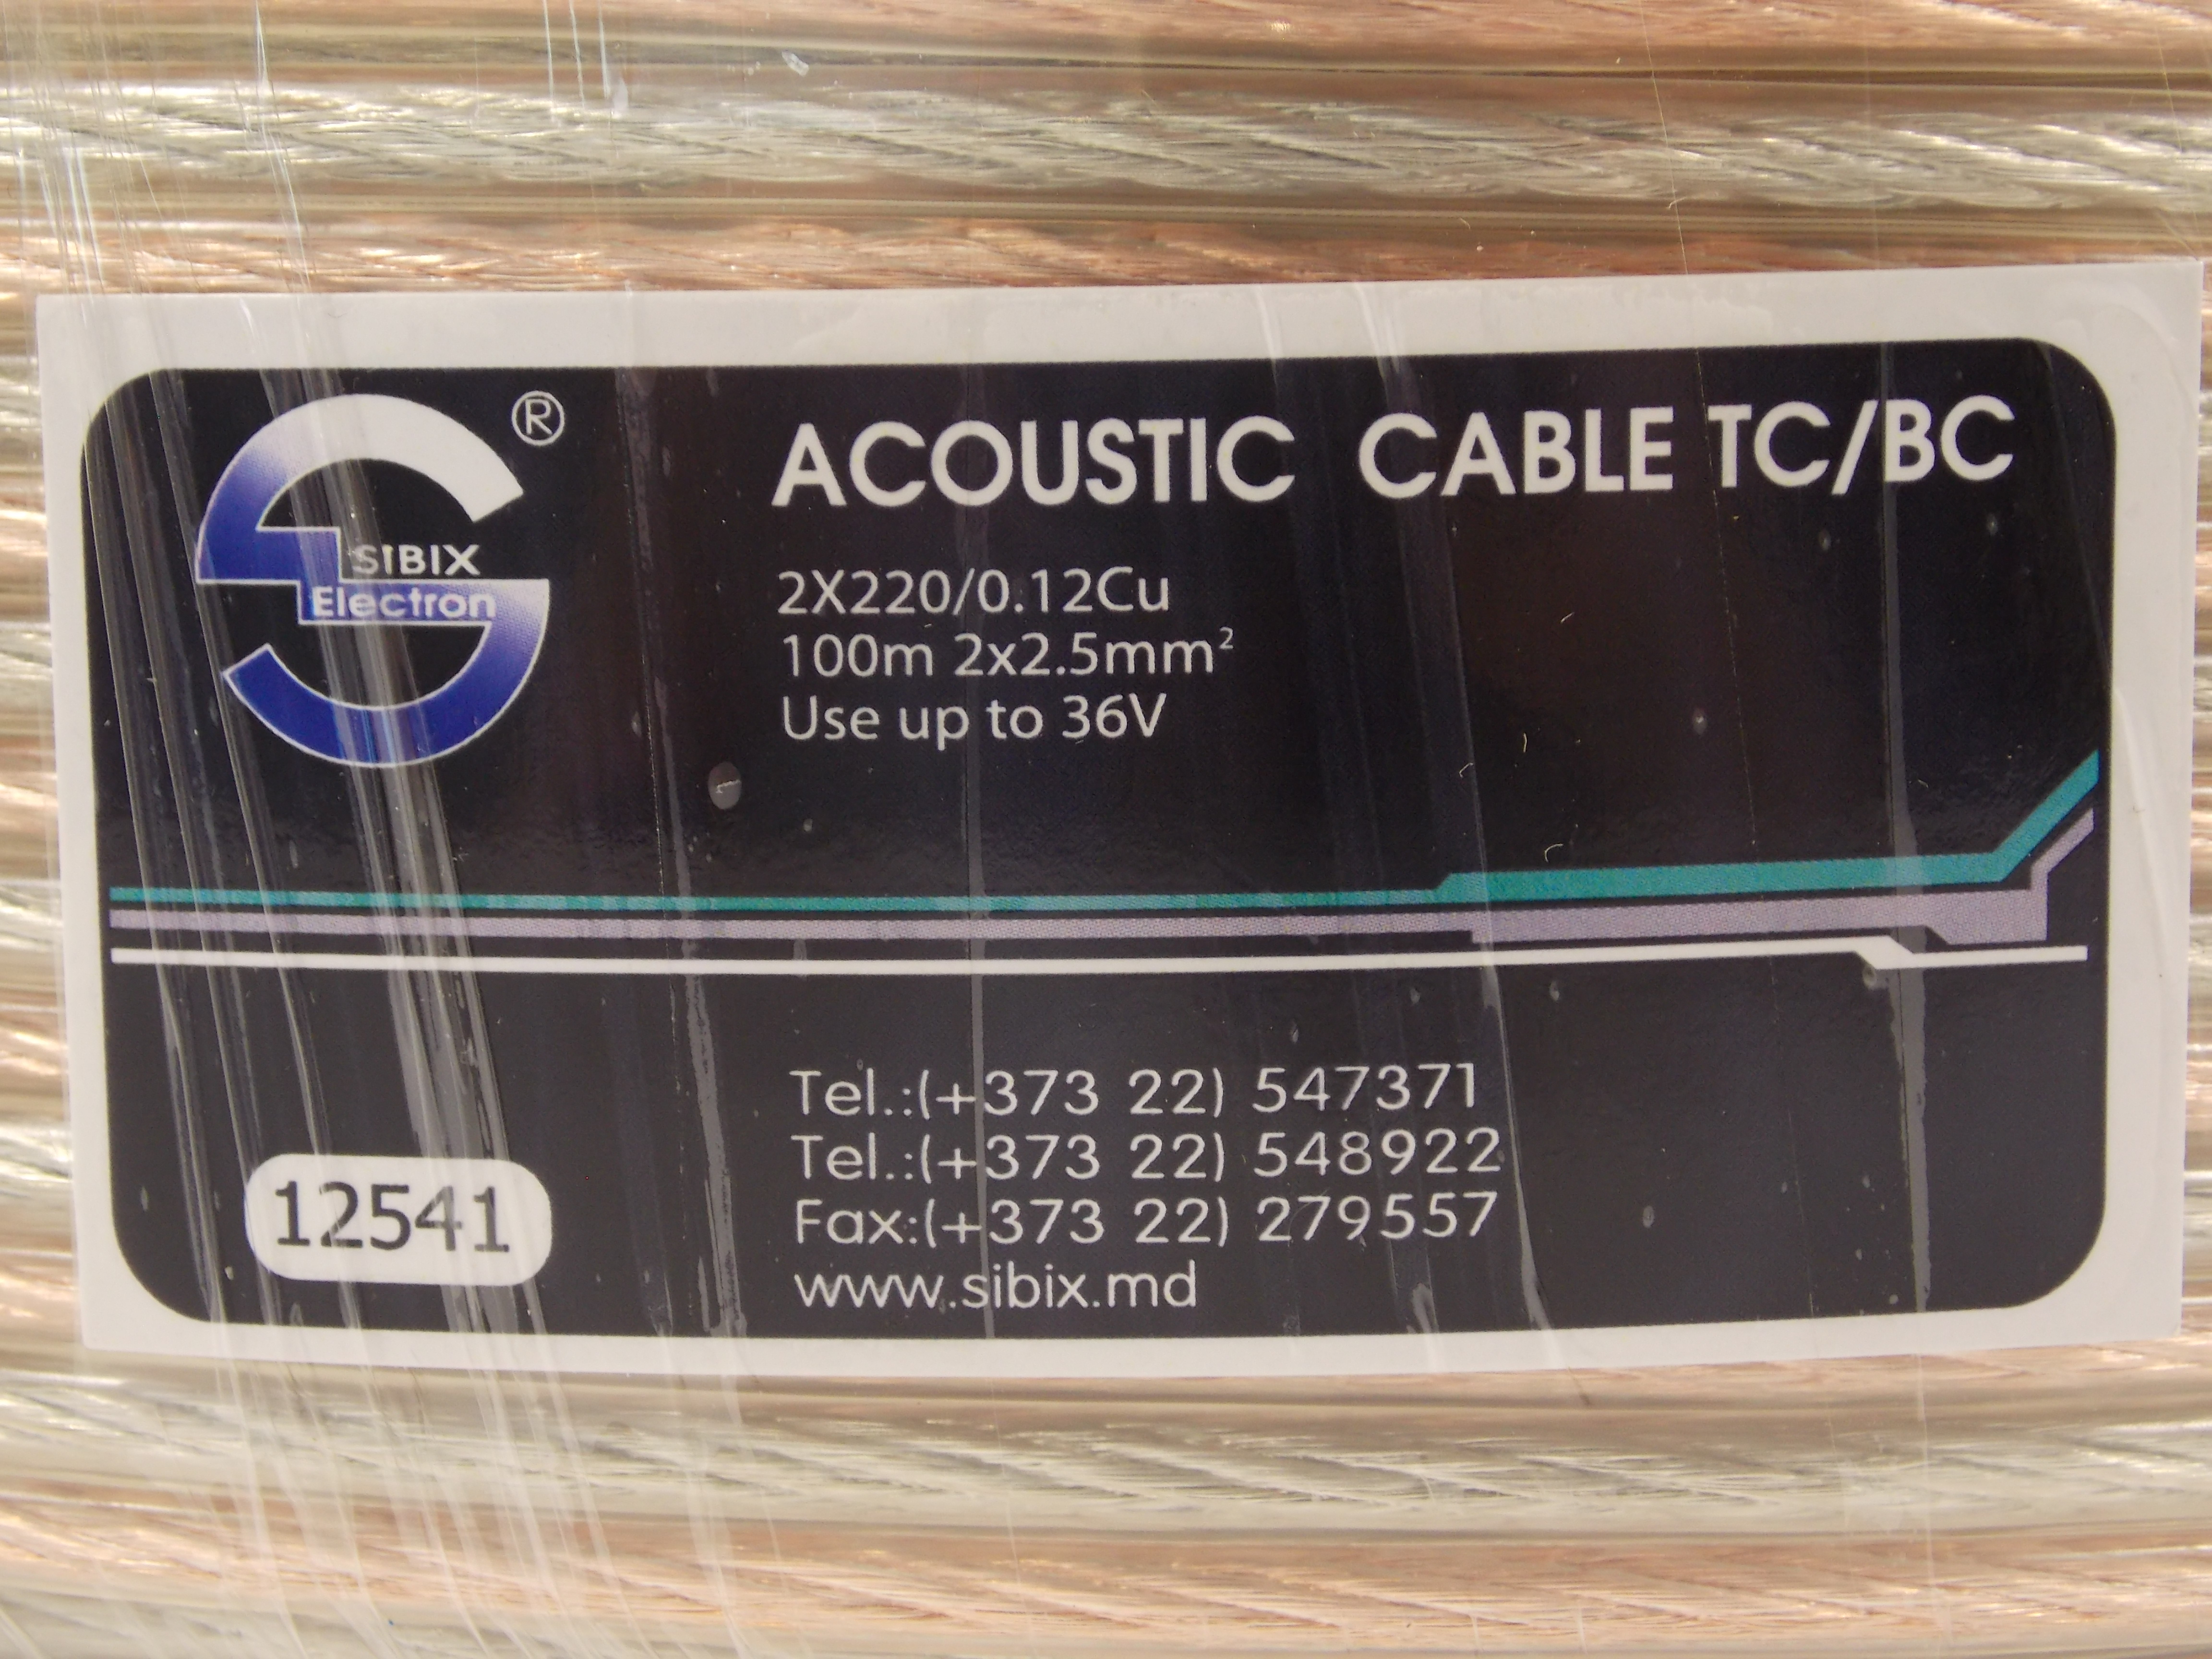 ®
SIBIX
Electron
ACOUSTIC CABLE TC/BC
2X220/0.12Cu
100m 2x2.5mm²
Use up to 36V
Tel.:(+373 22) 547371
Tel.:(+373 22) 548922
Fax:(+373 22) 279557
www.sibix.md
12541